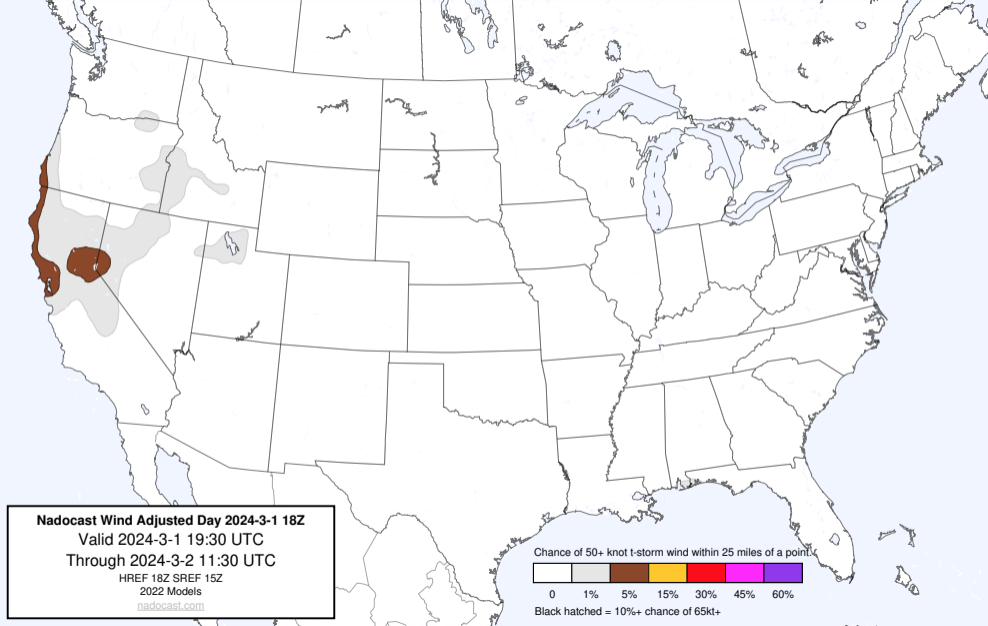 Nadocast Wind Adjusted Day 2024-3-1 18Z
Valid 2024-3-1 19:30 UTC
Through 2024-3-2 11:30 UTC
HREF 18Z SREF 15Z
2022 Models
nadocast.com
Chance of 50+ knot t-storm wind within 25 miles of a point.
0 1% 5% 15% 30% 45% 60%
Black hatched = 10%+ chance of 65kt+